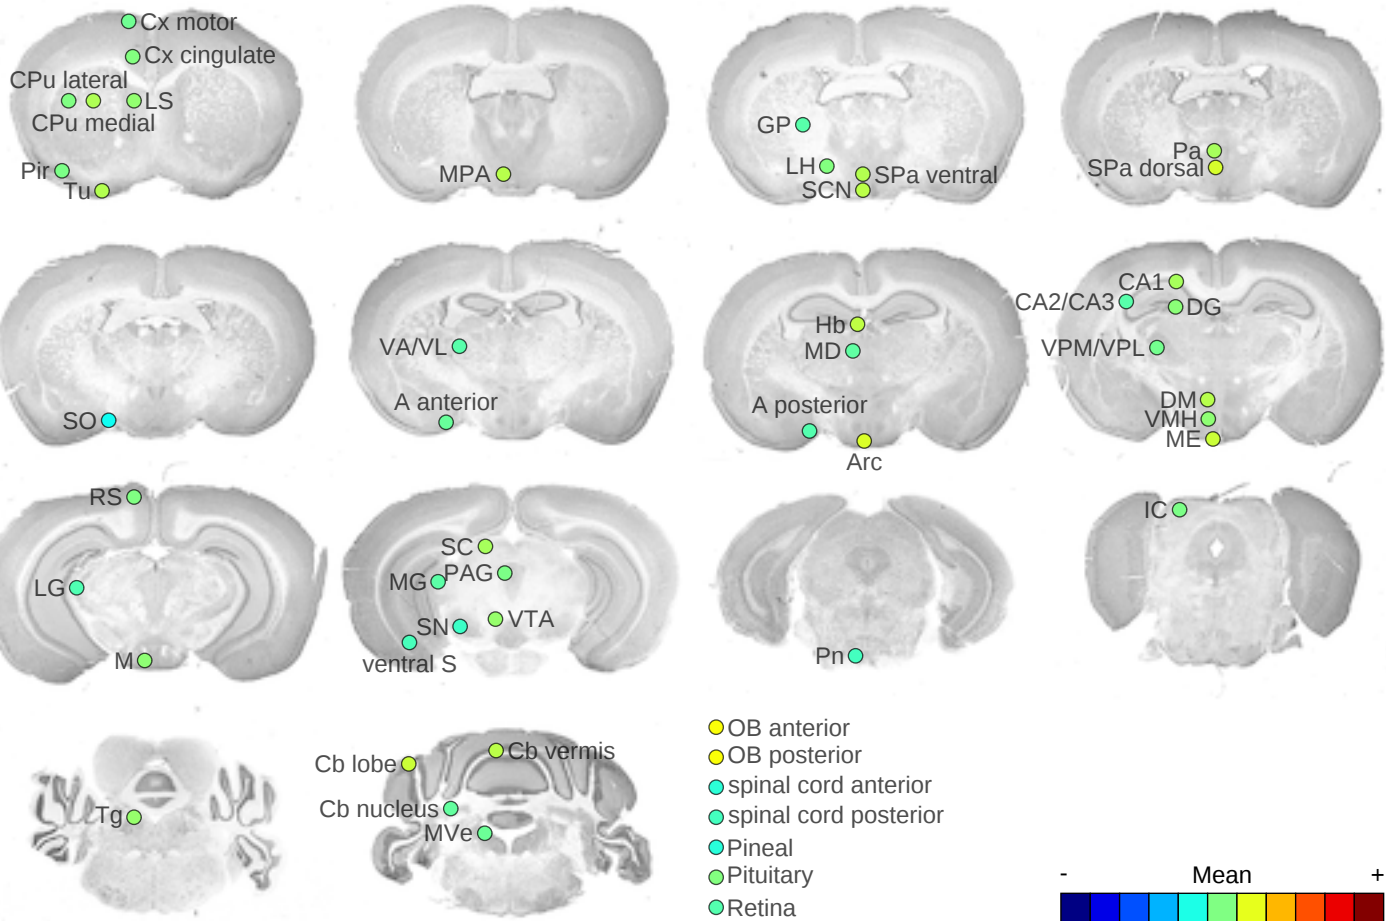 Cx motor
Cx cingulate
CPu lateral
LS
CPu medial
Pir
Tu
MPA
GP
LH
SPa ventral
SCN
Pa
SPa dorsal
SO
VA/VL
A anterior
Hb
MD
A posterior
Arc
CA1
CA2/CA3
DG
VPM/VPL
DM
VMH
ME
RS
LG
M
SC
MG
PAG
SN
VTA
ventral S
Pn
IC
Tg
Cb lobe
Cb vermis
Cb nucleus
MVe
OB anterior
OB posterior
spinal cord anterior
spinal cord posterior
Pineal
Pituitary
Retina
- Mean +